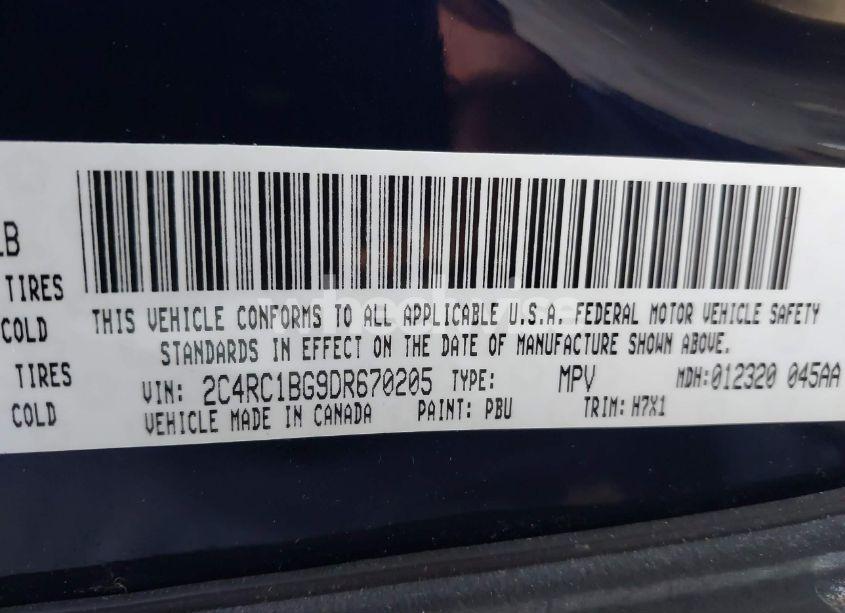 LB
TIRES
COLD
TIRES
COLD
THIS VEHICLE CONFORMS TO ALL APPLICABLE U.S.A. FEDERAL MOTOR VEHICLE SAFETY
STANDARDS IN EFFECT ON THE DATE OF MANUFACTURE SHOWN ABOVE.
VIN: 2C4RC1BG9DR670205 TYPE: MPV MDH:012320 045AA
VEHICLE MADE IN CANADA PAINT: PBU TRIM: H7X1